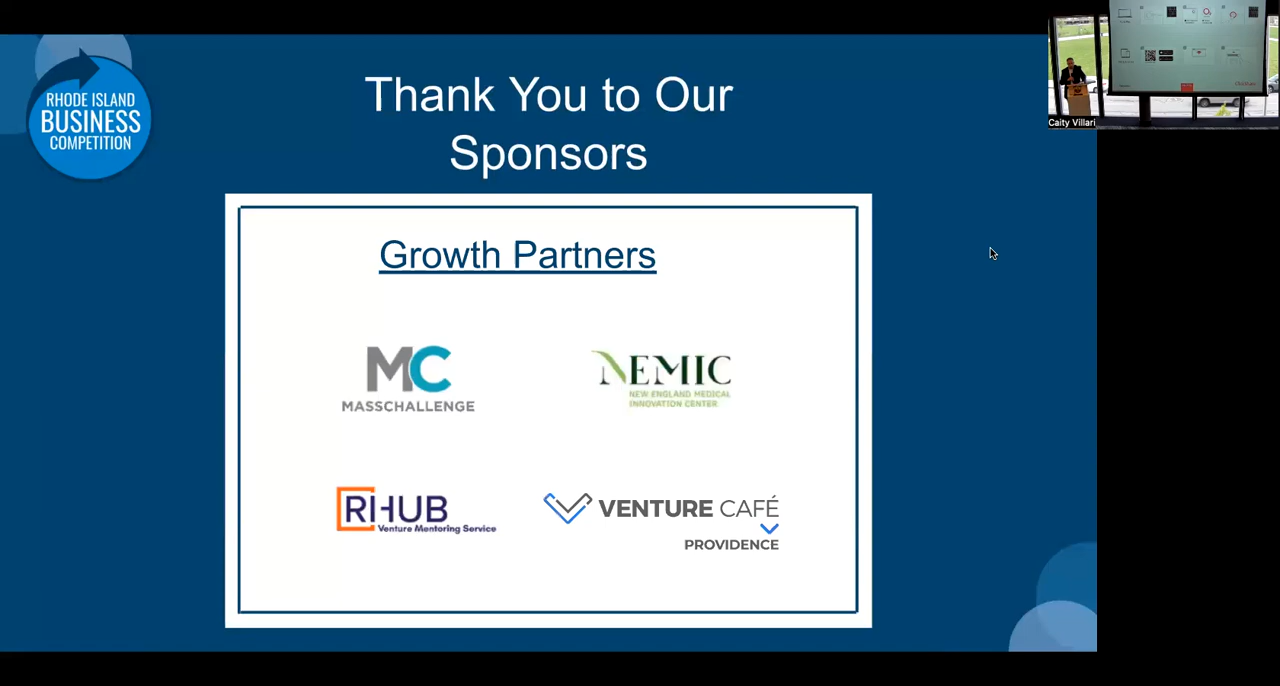 RHODE ISLAND
BUSINESS
COMPETITION
Thank You to Our
Sponsors
Growth Partners
MC
MASSCHALLENGE
NEMIC
NEW ENGLAND MEDICAL
INNOVATION CENTER
RIHUB
Venture Mentoring Service
VENTURE CAFÉ
PROVIDENCE
Caity Villari